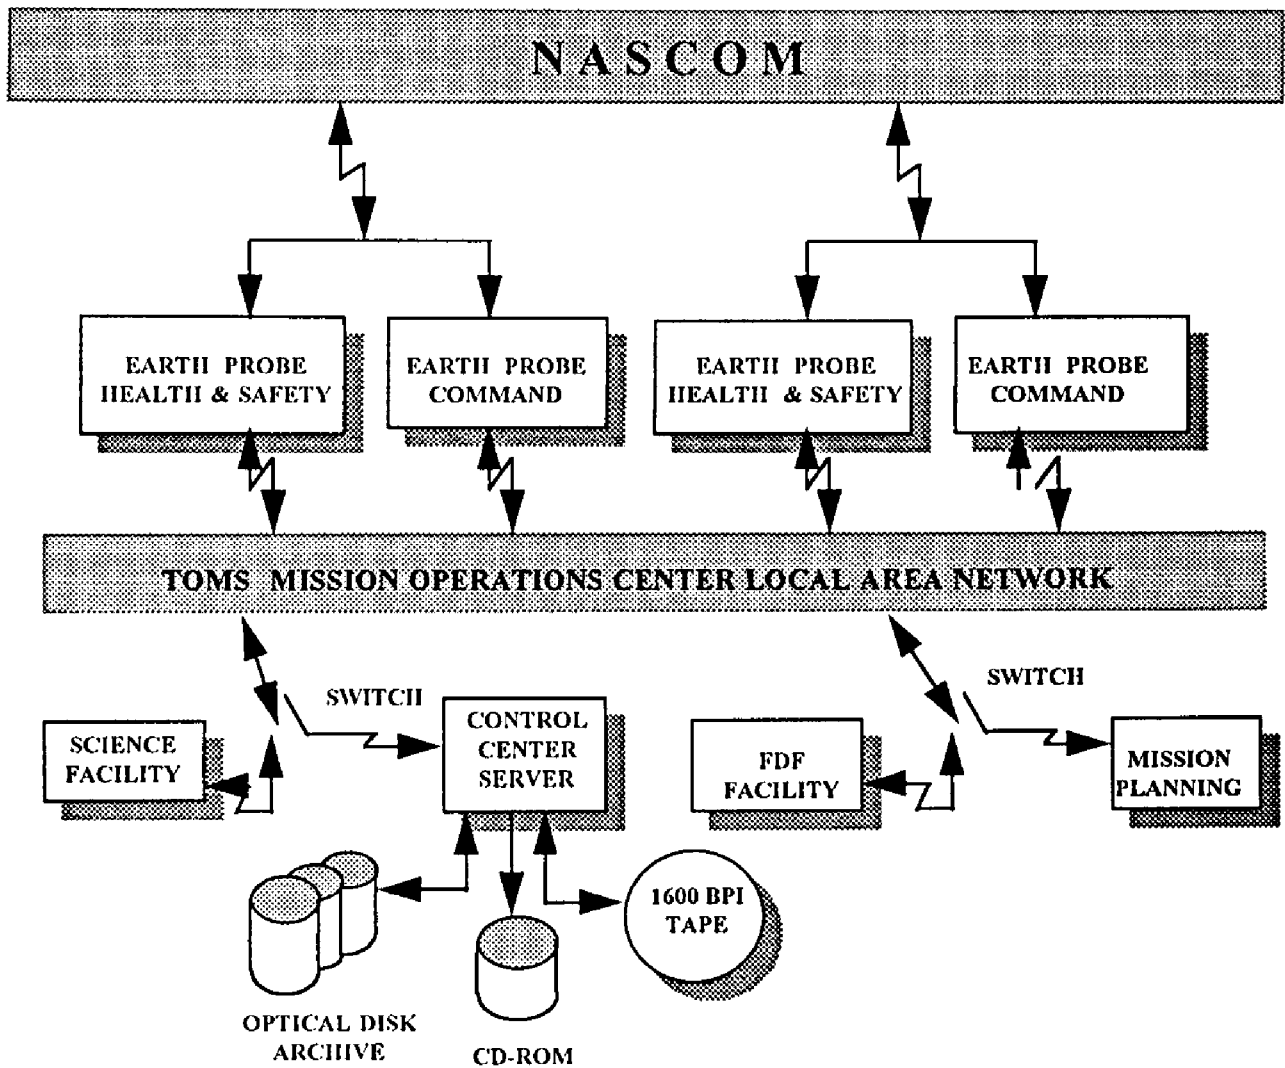 NASCOM
EARTH PROBE
HEALTH & SAFETY
EARTH PROBE
COMMAND
EARTH PROBE
HEALTH & SAFETY
EARTH PROBE
COMMAND
TOMS MISSION OPERATIONS CENTER LOCAL AREA NETWORK
SWITCH
SWITCH
SCIENCE
FACILITY
CONTROL
CENTER
SERVER
FDF
FACILITY
MISSION
PLANNING
1600 BPI
TAPE
OPTICAL DISK
ARCHIVE
CD-ROM